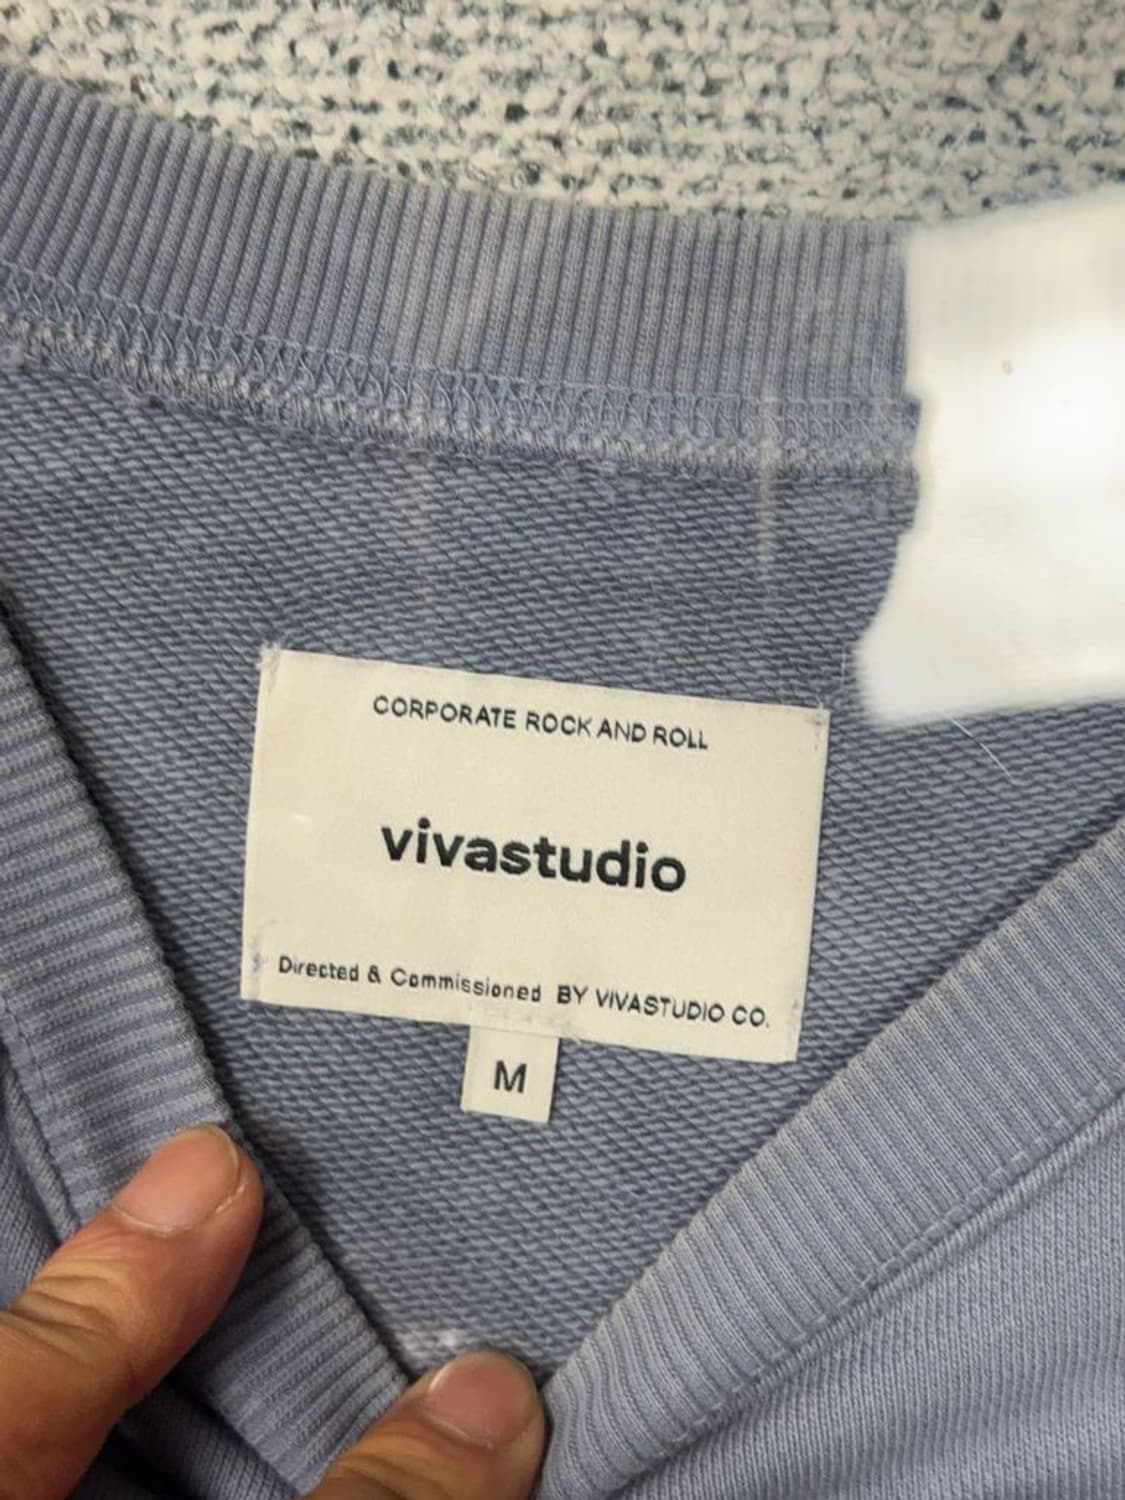 CORPORATE ROCK AND ROLL
vivastudio
Directed & Commissioned BY VIVASTUDIO CO.
M